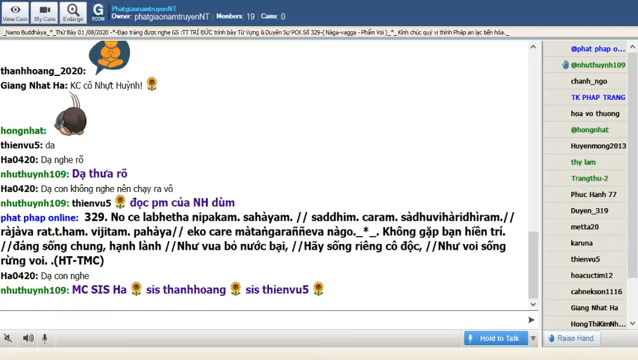 PhatgiaonamtruyenNT
Owner: phatgiaonamtruyenNT Members: 19 Cams: 0
View Cam My Cam Enlarge G ROOM
_Namo Buddhàya_*_Thứ Bảy 01 /08/2020 -*-Đạo tràng được nghe GS :TT TRÍ ĐỨC trình bày Từ Vựng &Duyên Sự PCK Số 329-( Nàga-vagga - Phẩm Voi )_*_Kính chúc quý vị thính Pháp an lạc tiến hóa._
thanhhoang_2020:
Giang Nhat Ha: KC cô Nhựt Huỳnh!
hongnhat:
thienvu5: da
Ha0420: Dạ nghe rõ
nhuthuynh109: Dạ thưa rõ
Ha0420: Dạ con không nghe nên chạy ra vô
nhuthuynh109: thienvu5 đọc pm của NH dùm
phat phap online: 329. No ce labhetha nipakam. sahàyam. // saddhim. caram. sàdhuvihàridhìram.//
ràjàva rat.t.ham. vijitam. pahàya// eko care màtaṅgaraññeva nàgo._*_. Không gặp bạn hiền trí.
//đáng sống chung, hạnh lành //Như vua bỏ nước bại, //Hãy sống riêng cô độc, //Như voi sống
rừng voi. .(HT-TMC)
Ha0420: Dạ con nghe
nhuthuynh109: MC SIS Ha sis thanhhoang sis thienvu5
@phat phap o...
@nhuthuynh109
chanh_ngo
TK PHAP TRANG
hoa vo thuong
@hongnhat
Huyenmong2013
thy lam
Trangthu-2
Phuc Hanh 77
Duyen_319
metta20
karuna
thienvu5
hoacuctim12
cahnekson1116
Giang Nhat Ha
HongThiKimNh...
Hold to Talk
Raise Hand